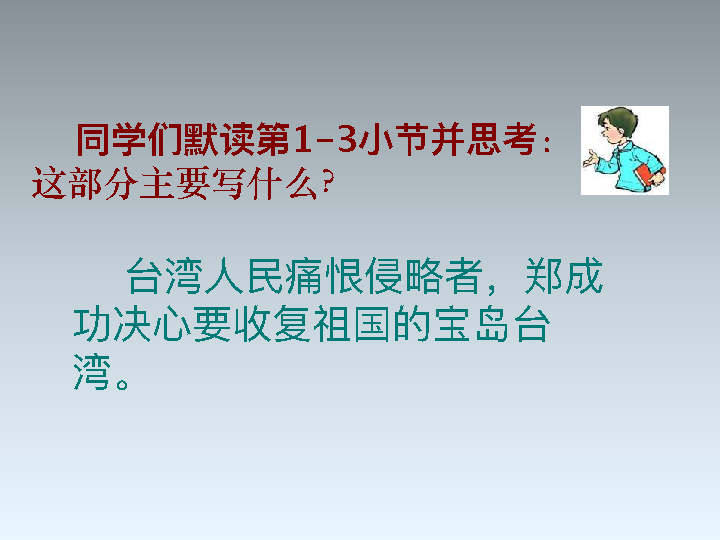 同学们默读第1-3小节并思考：
这部分主要写什么?
台湾人民痛恨侵略者，郑成
功决心要收复祖国的宝岛台
湾。